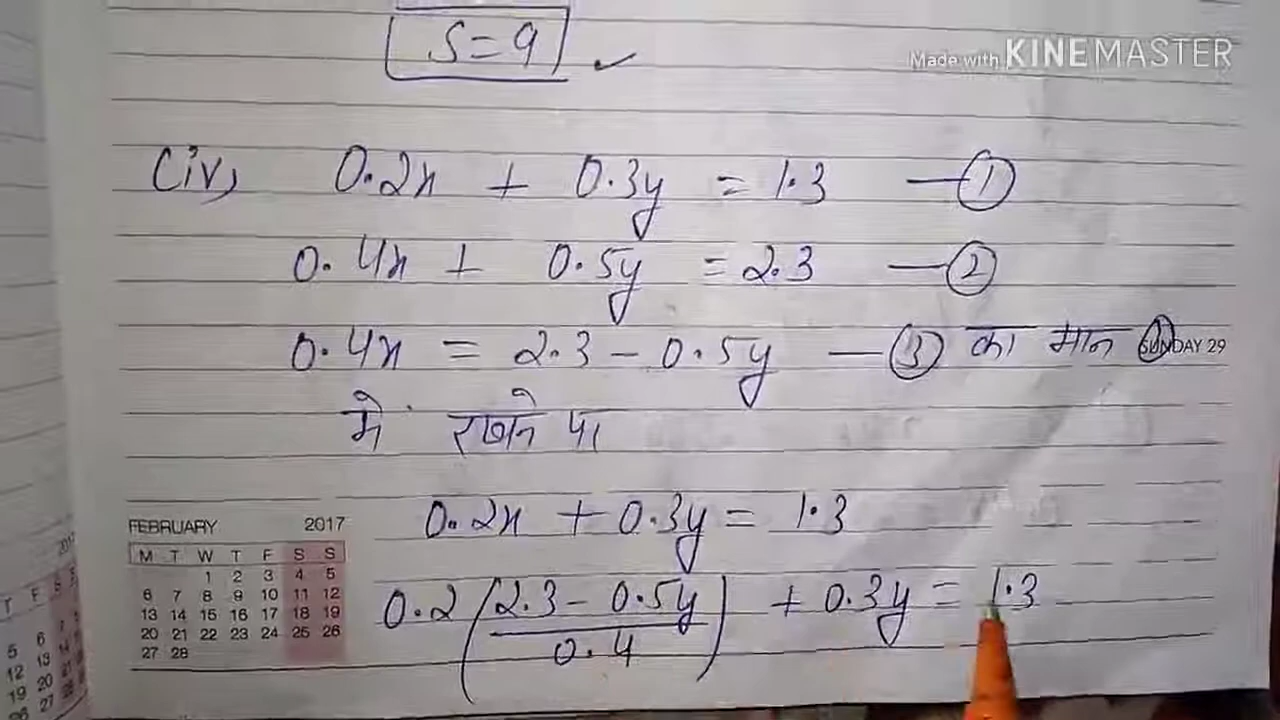 S=9
Made with KINEMASTER
(iv) 0.2x + 0.3y = 1.3 —①
0.4x + 0.5y = 2.3 —②
0.4x = 2.3 - 0.5y —③ का मान ① SUNDAY 29
मे रखने पर
FEBRUARY 2017
M T W T F S S
1 2 3 4 5
6 7 8 9 10 11 12
13 14 15 16 17 18 19
20 21 22 23 24 25 26
27 28
0.2x + 0.3y = 1.3
0.2 (2.3 - 0.5y / 0.4) + 0.3y = 1.3